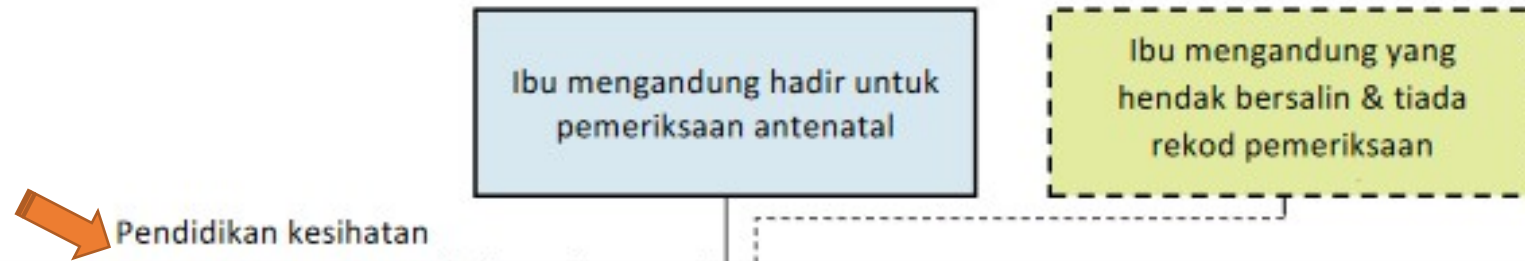 Ibu mengandung hadir untuk
pemeriksaan antenatal
Ibu mengandung yang
hendak bersalin & tiada
rekod pemeriksaan
Pendidikan kesihatan